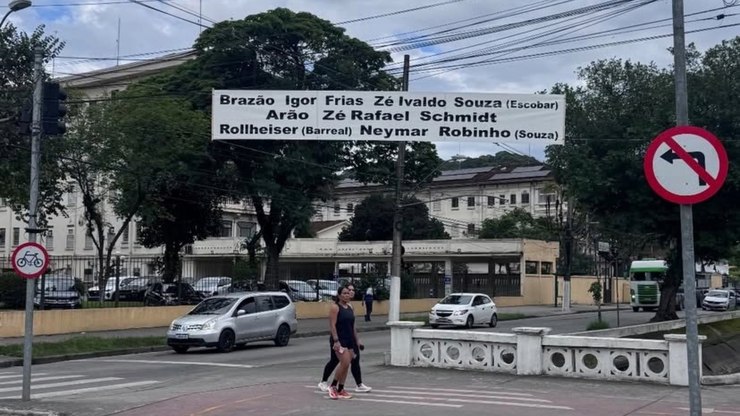 Brazão Igor Frias Zé Ivaldo Souza (Escobar)
Arão Zé Rafael Schmidt
Rollheiser (Barreal) Neymar Robinho (Souza)